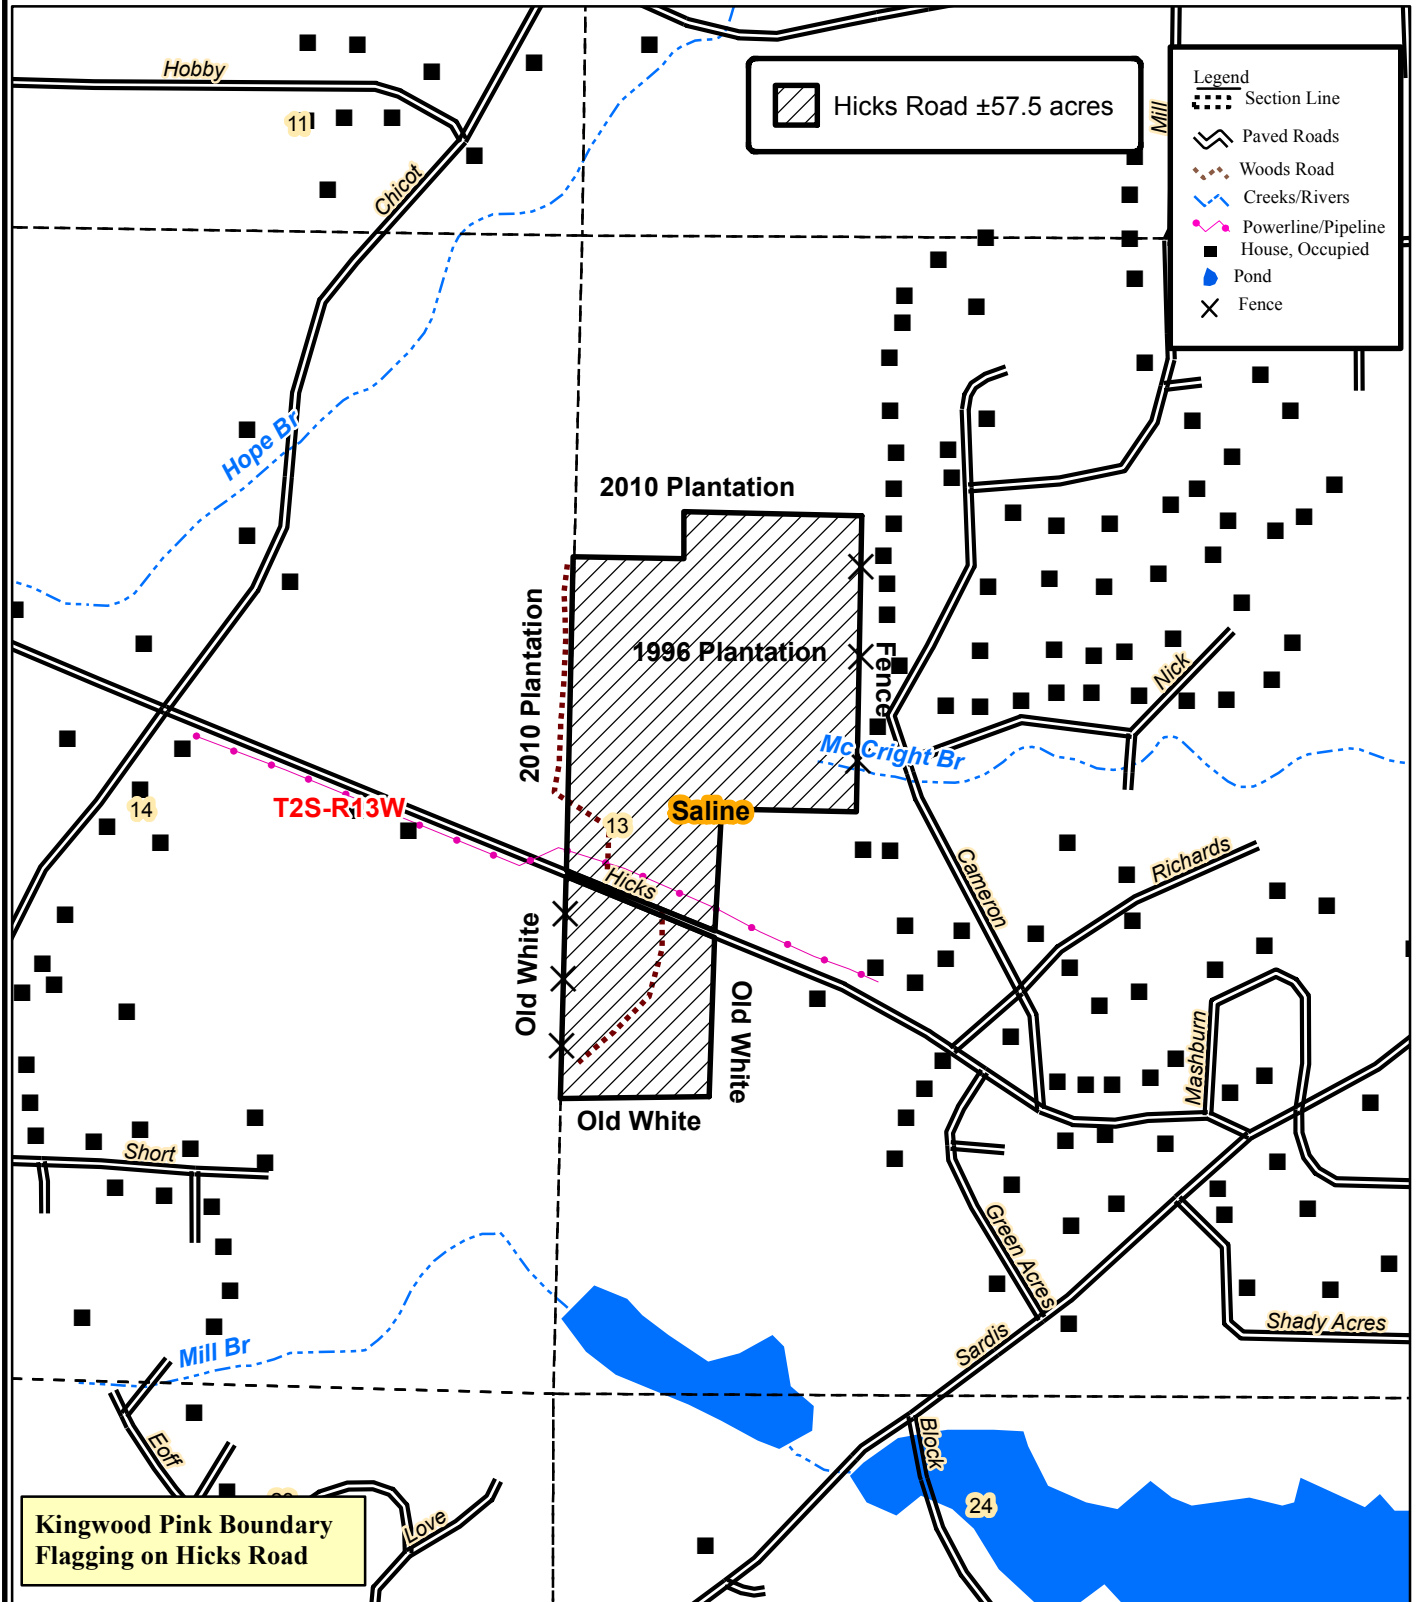 Hobby
11
Chicot
Hicks Road ±57.5 acres
Mill
Legend
Section Line
Paved Roads
Woods Road
Creeks/Rivers
Powerline/Pipeline
House, Occupied
Pond
Fence
Hope Br
2010 Plantation
2010 Plantation
1996 Plantation
Fence
Nick
Mc Cright Br
T2S-R13W
14
Saline
13
Hicks
Cameron
Richards
Old White
Old White
Old White
Mashburn
Short
Green Acres
Sardis
Shady Acres
Mill Br
Eoff
Love
Block
24
Kingwood Pink Boundary
Flagging on Hicks Road